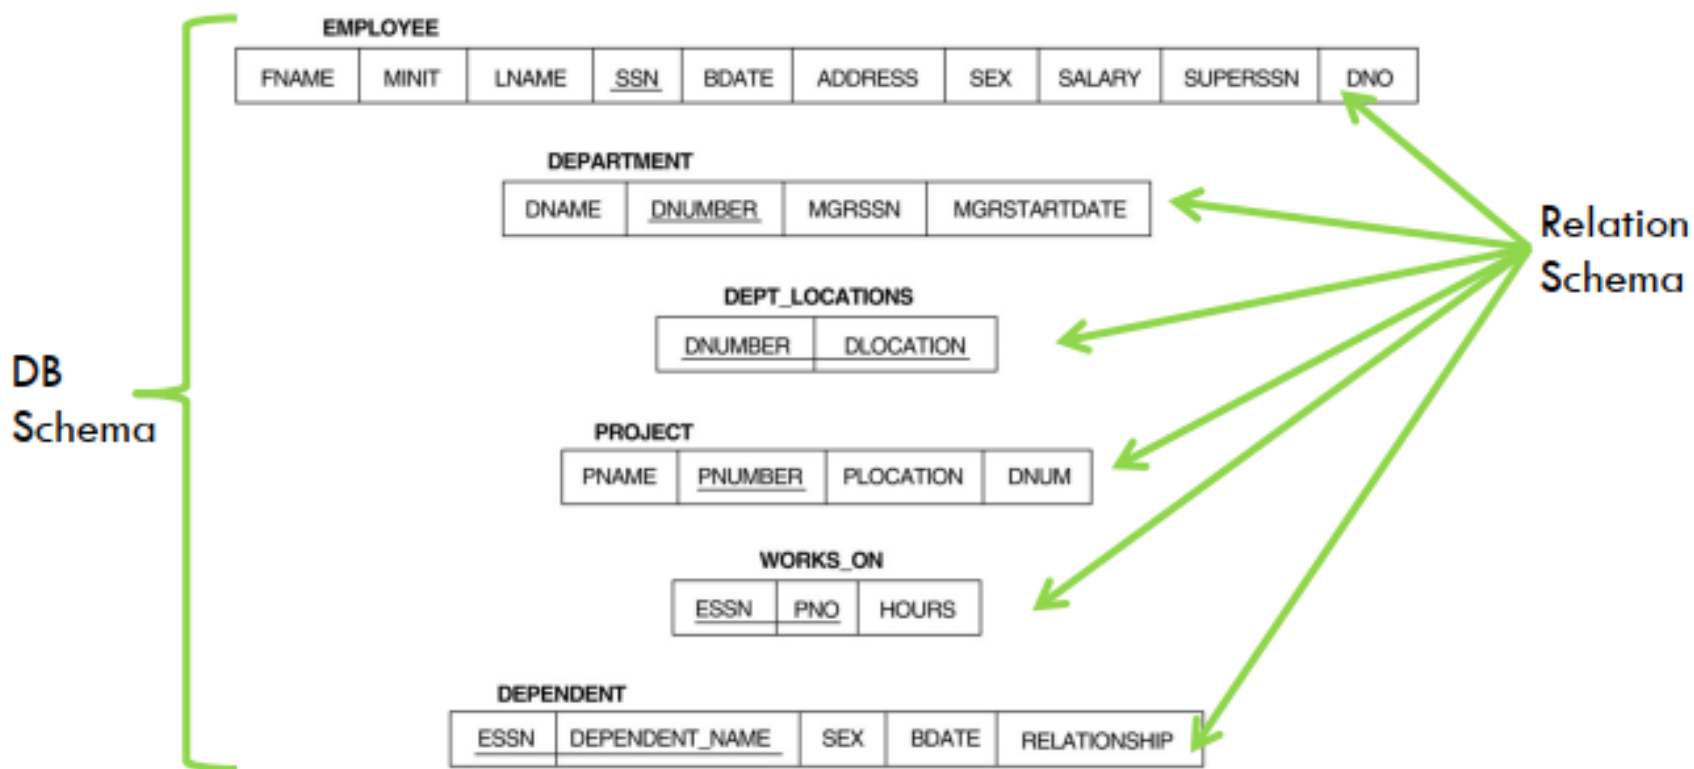 EMPLOYEE
FNAME MINIT LNAME SSN BDATE ADDRESS SEX SALARY SUPERSSN DNO
DEPARTMENT
DNAME DNUMBER MGRSSN MGRSTARTDATE
Relation
Schema
DEPT_LOCATIONS
DNUMBER DLOCATION
DB
Schema
PROJECT
PNAME PNUMBER PLOCATION DNUM
WORKS_ON
ESSN PNO HOURS
DEPENDENT
ESSN DEPENDENT_NAME SEX BDATE RELATIONSHIP